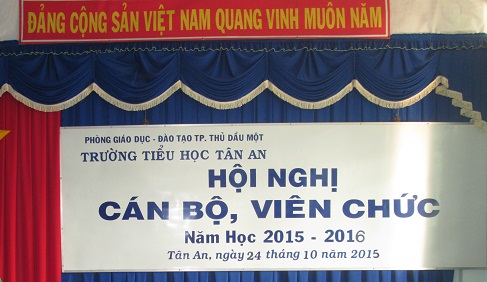 ĐẢNG CỘNG SẢN VIỆT NAM QUANG VINH MUÔN NĂM
PHÒNG GIÁO DỤC - ĐÀO TẠO TP. THỦ DẦU MỘT
TRƯỜNG TIỂU HỌC TÂN AN
HỘI NGHỊ
CÁN BỘ, VIÊN CHỨC
Năm Học 2015 - 2016
Tân An, ngày 24 tháng 10 năm 2015